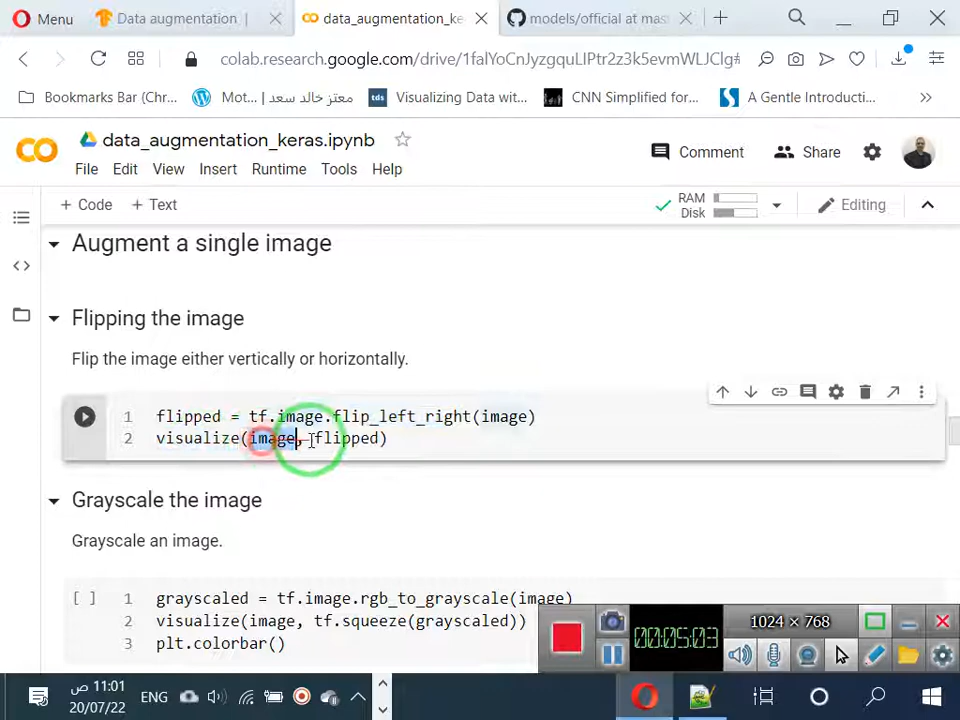 Menu
Data augmentation |
data_augmentation_ke
models/official at mas
colab.research.google.com/drive/1falYoCnJyzgquLIPtr2z3k5evmWLJClg#
Bookmarks Bar (Chr...
Mot... | معتز خالد سعد
tds Visualizing Data wit...
CNN Simplified for...
A Gentle Introducti...
data_augmentation_keras.ipynb
Comment
Share
File Edit View Insert Runtime Tools Help
+ Code + Text
RAM
Disk
Editing
Augment a single image
Flipping the image
Flip the image either vertically or horizontally.
1 flipped = tf.image.flip_left_right(image)
2 visualize(image, flipped)
Grayscale the image
Grayscale an image.
[ ] 1 grayscaled = tf.image.rgb_to_grayscale(image)
2 visualize(image, tf.squeeze(grayscaled))
3 plt.colorbar()
00:05:03
1024 × 768
11:01 ص
20/07/22
ENG